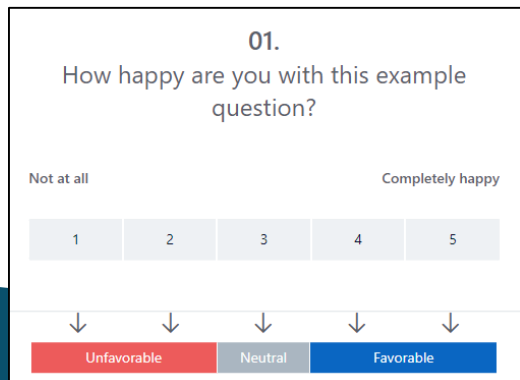 01.
How happy are you with this example
question?
Not at all
Completely happy
1 2 3 4 5
Unfavorable Neutral Favorable